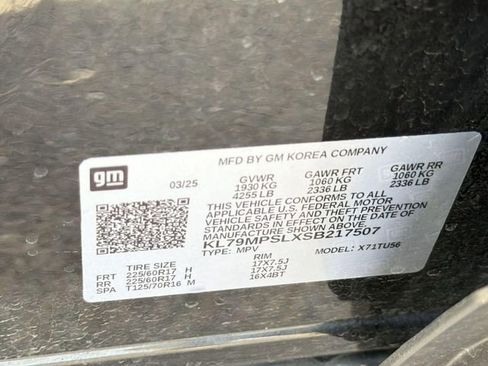 MFD BY GM KOREA COMPANY
gm
03/25 GVWR GAWR FRT GAWR RR
1930 KG 1060 KG 1060 KG
4255 LB 2336 LB 2336 LB
THIS VEHICLE CONFORMS TO ALL
APPLICABLE U.S. FEDERAL MOTOR
VEHICLE SAFETY AND THEFT PREVENTION
STANDARDS IN EFFECT ON THE DATE OF
MANUFACTURE SHOWN ABOVE.
KL79MPSLXSB217507
TYPE: MPV MODEL: X71TU56
TIRE SIZE RIM
FRT 225/60R17 H 17X7.5J
RR 225/60R17 H 17X7.5J
SPA T125/70R16 M 16X4BT